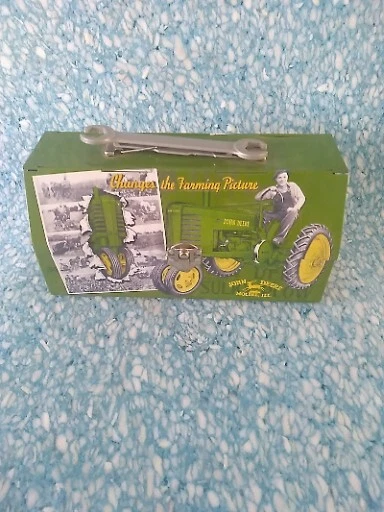 Changes the Farming Picture
JOHN DEERE
JOHN DEERE
MOLINE, ILL.